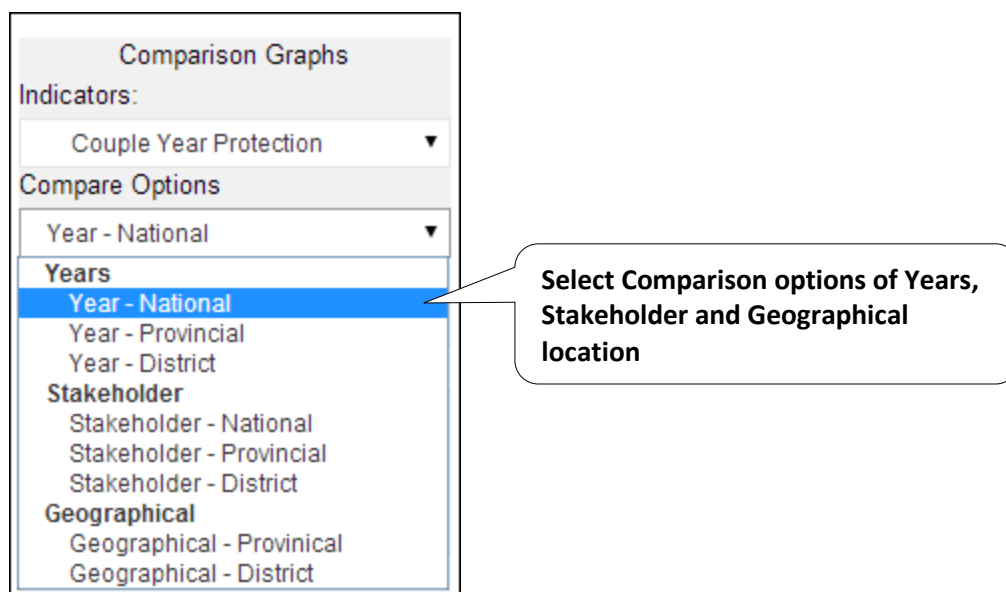 Comparison Graphs
Indicators:
Couple Year Protection
Compare Options
Year - National
Years
Year - National
Year - Provincial
Year - District
Stakeholder
Stakeholder - National
Stakeholder - Provincial
Stakeholder - District
Geographical
Geographical - Provinical
Geographical - District
Select Comparison options of Years,
Stakeholder and Geographical
location